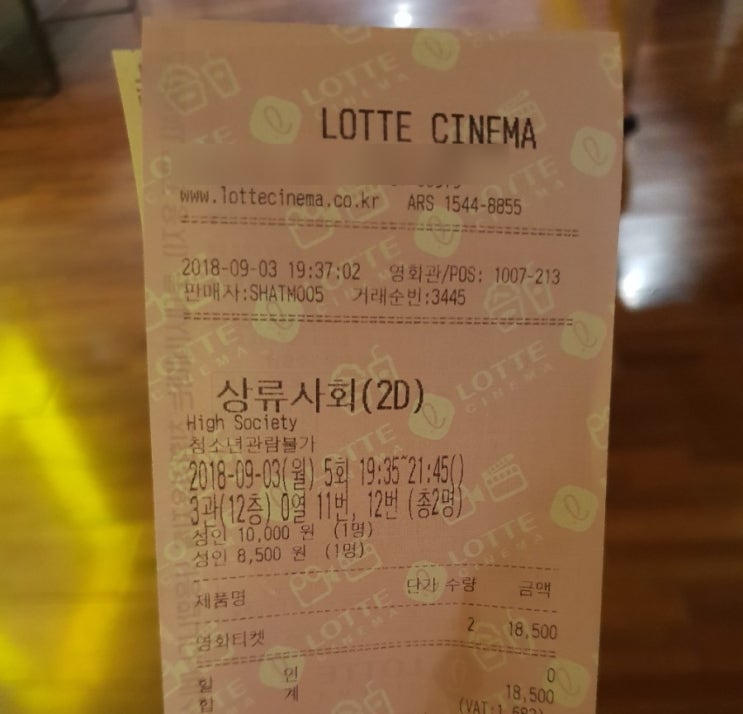 LOTTE CINEMA
www.lottecinema.co.kr ARS 1544-8855
2018-09-03 19:37:02 영화관/POS: 1007-213
판매자:SHATM005 거래순번:3445
상류사회(2D)
High Society
청소년관람불가
2018-09-03(월) 5회 19:35~21:45()
3관(12층) O열 11번, 12번 (총2명)
성인 10,000 원 (1명)
성인 8,500 원 (1명)
제품명 단가 수량 금액
영화티켓 2 18,500
할 인 0
합 계 18,500
(VAT:1,682)